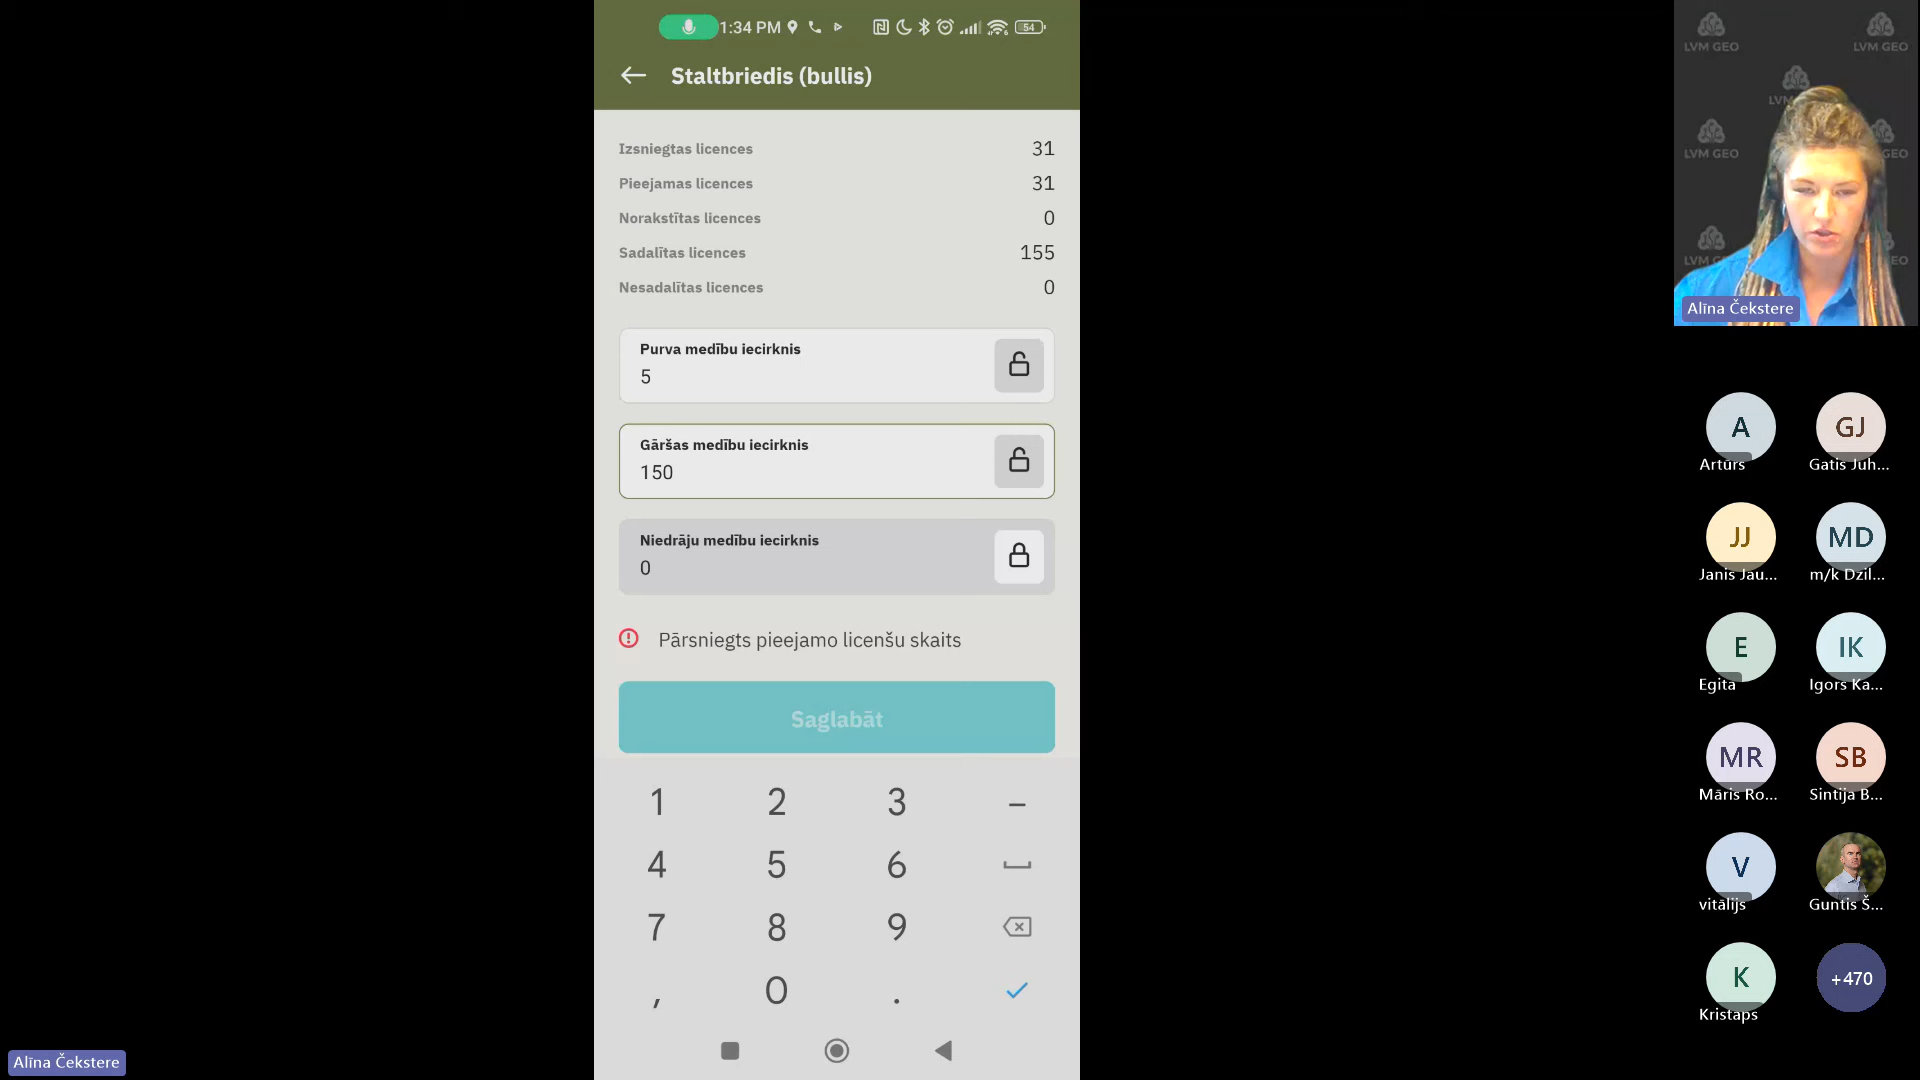 1:34 PM
54
Staltbriedis (bullis)
Izsniegtas licences 31
Pieejamas licences 31
Norakstītas licences 0
Sadalītas licences 155
Nesadalītas licences 0
Purva medību iecirknis
5
Gāršas medību iecirknis
150
Niedrāju medību iecirknis
0
Pārsniegts pieejamo licenšu skaits
Saglabāt
1 2 3 –
4 5 6
7 8 9
, 0 .
LVM GEO
LVM GEO
LVM GEO
Alīna Čekstere
A
Artūrs
GJ
Gatis Juh...
JJ
Janis Jau...
MD
m/k Dzil...
E
Egita
IK
Igors Ka...
MR
Māris Ro...
SB
Sintija B...
V
vitālijs
Guntis Š...
K
Kristaps
+470
Alīna Čekstere